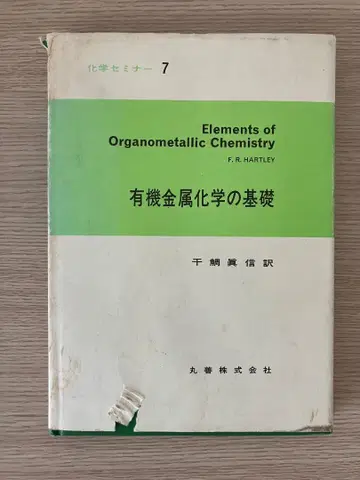 化学セミナー 7
Elements of
Organometallic Chemistry
F. R. HARTLEY
有機金属化学の基礎
干鯛眞信訳
丸善株式会社